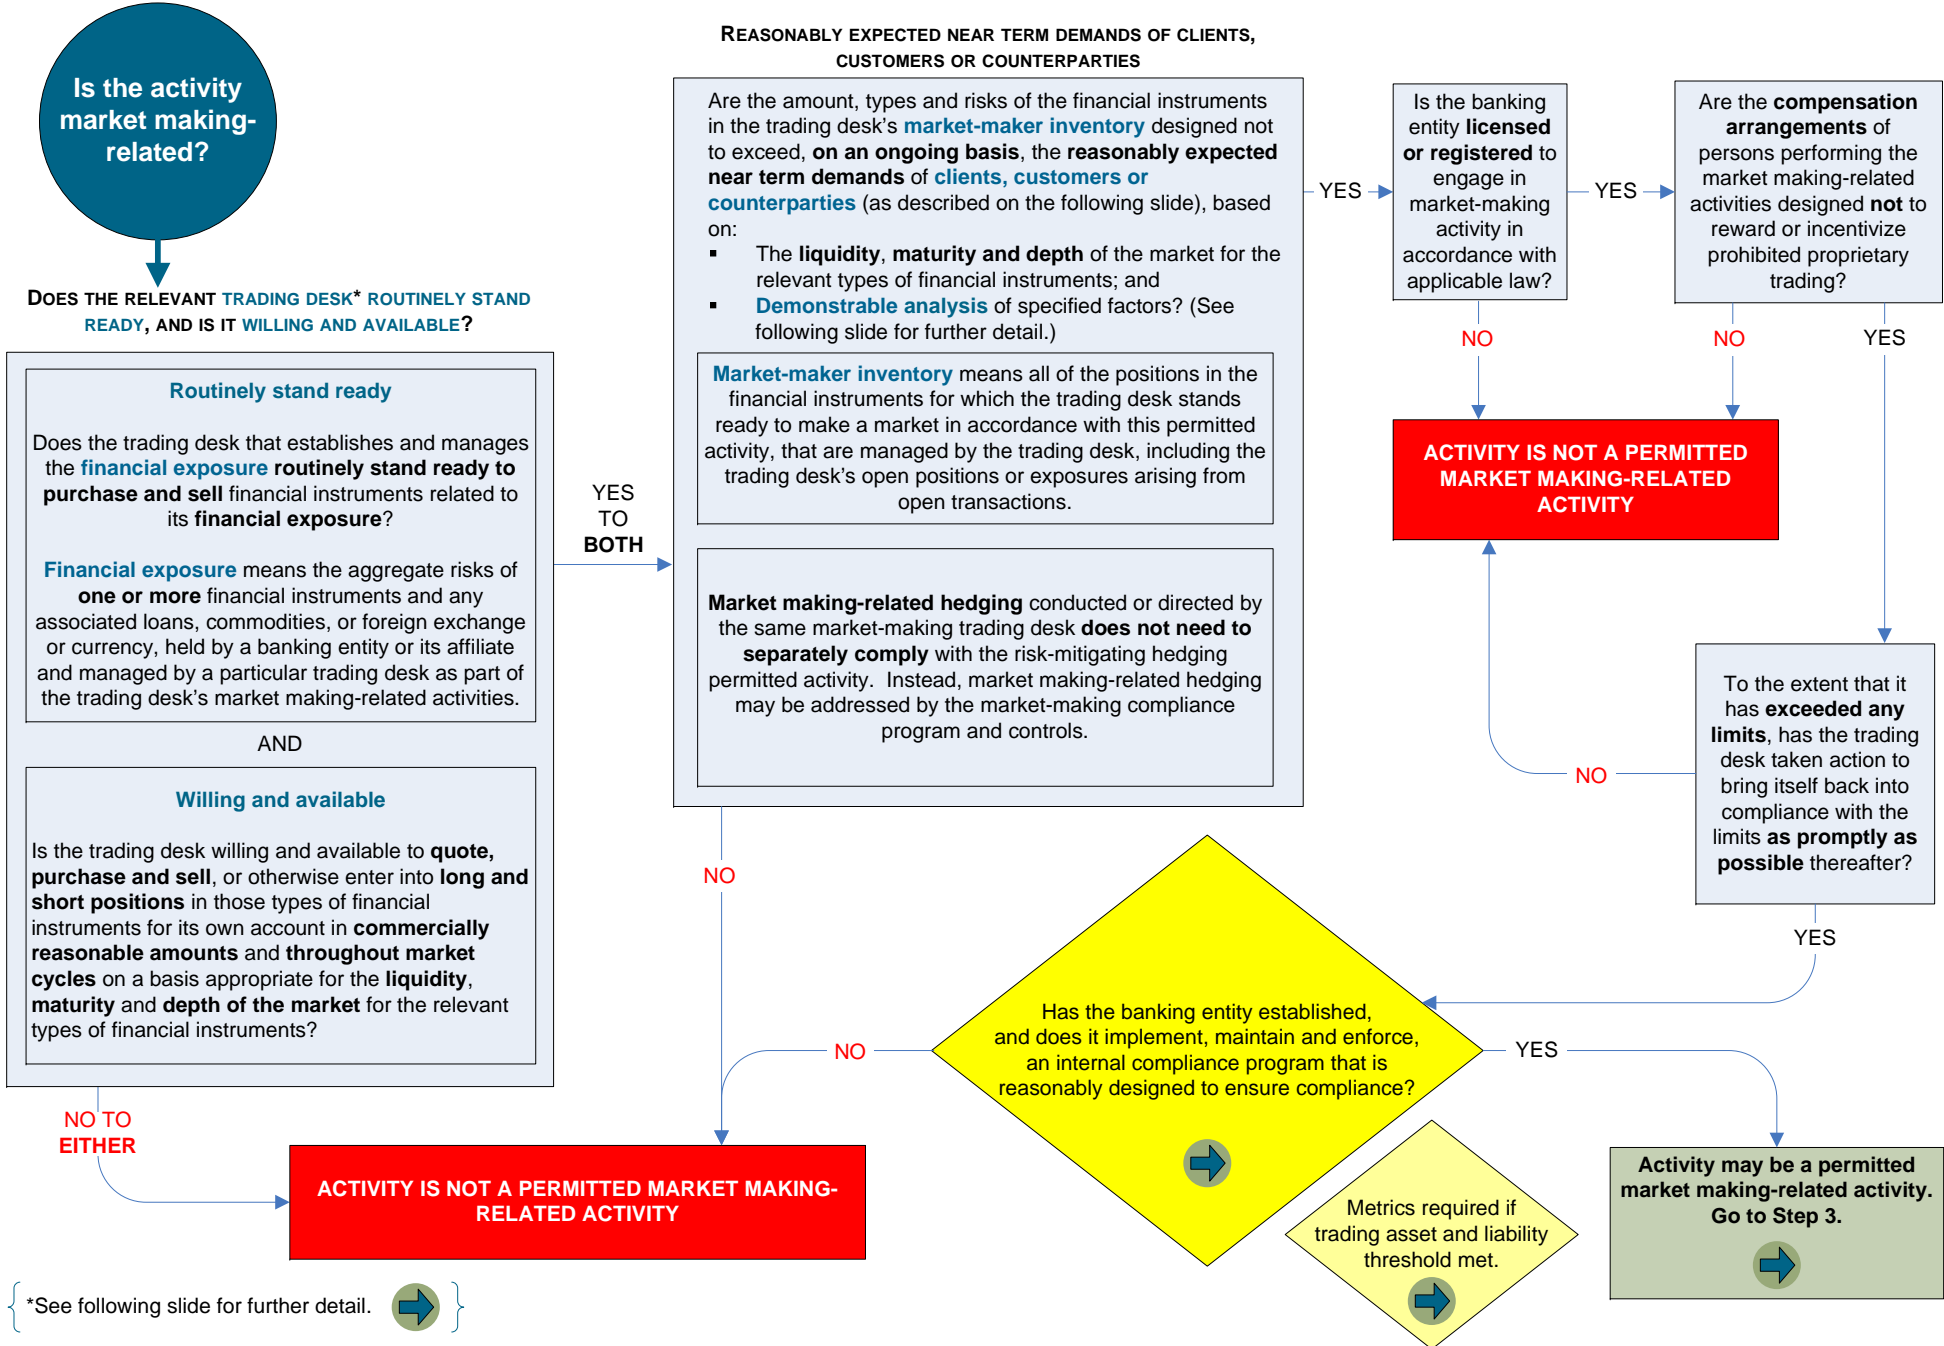 Is the activity
market making-
related?
DOES THE RELEVANT TRADING DESK* ROUTINELY STAND
READY, AND IS IT WILLING AND AVAILABLE?
Routinely stand ready
Does the trading desk that establishes and manages
the financial exposure routinely stand ready to
purchase and sell financial instruments related to
its financial exposure?
Financial exposure means the aggregate risks of
one or more financial instruments and any
associated loans, commodities, or foreign exchange
or currency, held by a banking entity or its affiliate
and managed by a particular trading desk as part of
the trading desk's market making-related activities.
AND
Willing and available
Is the trading desk willing and available to quote,
purchase and sell, or otherwise enter into long and
short positions in those types of financial
instruments for its own account in commercially
reasonable amounts and throughout market
cycles on a basis appropriate for the liquidity,
maturity and depth of the market for the relevant
types of financial instruments?
NO TO
EITHER
YES
TO
BOTH
REASONABLY EXPECTED NEAR TERM DEMANDS OF CLIENTS,
CUSTOMERS OR COUNTERPARTIES
Are the amount, types and risks of the financial instruments
in the trading desk's market-maker inventory designed not
to exceed, on an ongoing basis, the reasonably expected
near term demands of clients, customers or
counterparties (as described on the following slide), based
on:
▪ The liquidity, maturity and depth of the market for the
relevant types of financial instruments; and
▪ Demonstrable analysis of specified factors? (See
following slide for further detail.)
Market-maker inventory means all of the positions in the
financial instruments for which the trading desk stands
ready to make a market in accordance with this permitted
activity, that are managed by the trading desk, including the
trading desk's open positions or exposures arising from
open transactions.
Market making-related hedging conducted or directed by
the same market-making trading desk does not need to
separately comply with the risk-mitigating hedging
permitted activity. Instead, market making-related hedging
may be addressed by the market-making compliance
program and controls.
NO
YES
Is the banking
entity licensed
or registered to
engage in
market-making
activity in
accordance with
applicable law?
NO
YES
Are the compensation
arrangements of
persons performing the
market making-related
activities designed not to
reward or incentivize
prohibited proprietary
trading?
NO
YES
ACTIVITY IS NOT A PERMITTED
MARKET MAKING-RELATED
ACTIVITY
To the extent that it
has exceeded any
limits, has the trading
desk taken action to
bring itself back into
compliance with the
limits as promptly as
possible thereafter?
NO
YES
Has the banking entity established,
and does it implement, maintain and enforce,
an internal compliance program that is
reasonably designed to ensure compliance?
NO
YES
Metrics required if
trading asset and liability
threshold met.
Activity may be a permitted
market making-related activity.
Go to Step 3.
ACTIVITY IS NOT A PERMITTED MARKET MAKING-
RELATED ACTIVITY
*See following slide for further detail.